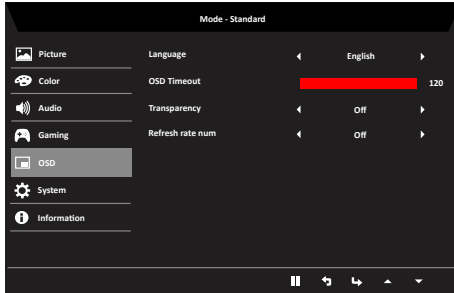 Mode - Standard
Picture
Language
English
Color
OSD Timeout
120
Audio
Transparency
Off
Gaming
Refresh rate num
Off
OSD
System
Information